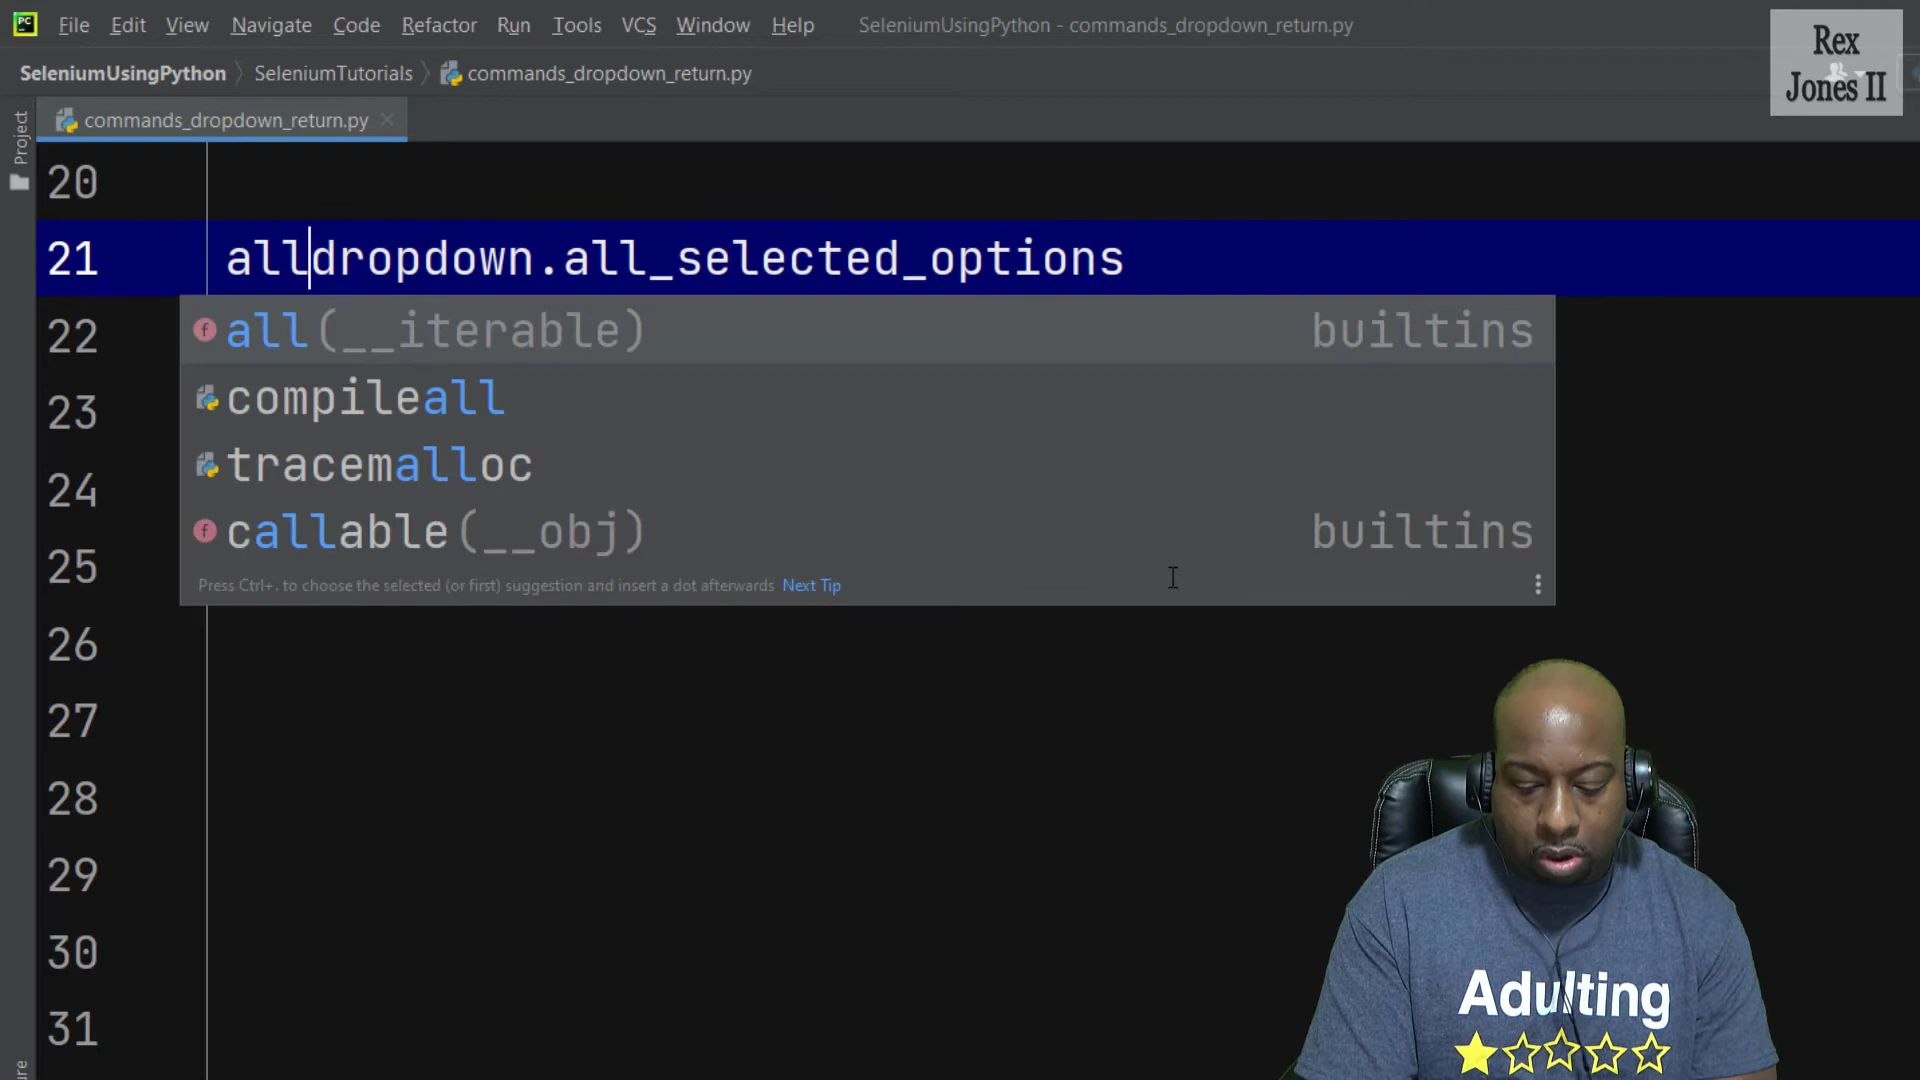 File Edit View Navigate Code Refactor Run Tools VCS Window Help SeleniumUsingPython - commands_dropdown_return.py
Rex
Jones II
SeleniumUsingPython SeleniumTutorials commands_dropdown_return.py
commands_dropdown_return.py
Project
20
21 alldropdown.all_selected_options
22 all(__iterable) builtins
23 compileall
24 tracemalloc
callable(__obj) builtins
25 Press Ctrl+. to choose the selected (or first) suggestion and insert a dot afterwards Next Tip
26
27
28
29
30
31
Adulting